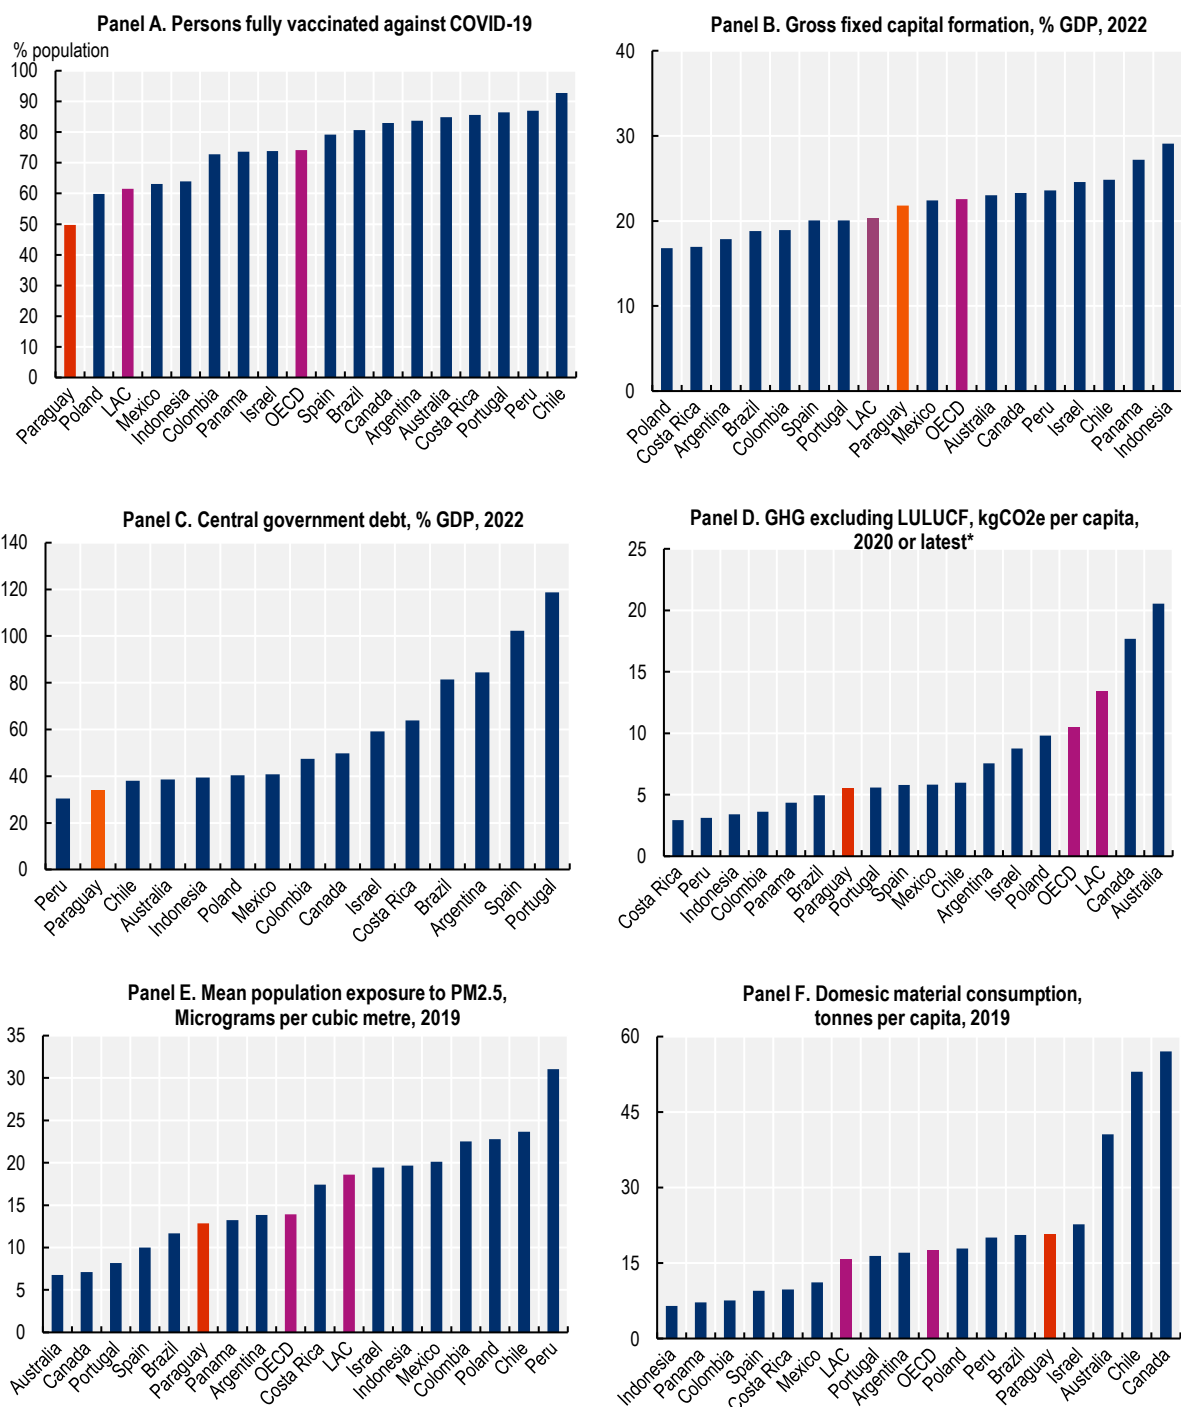 Panel A. Persons fully vaccinated against COVID-19
% population
100
90
80
70
60
50
40
30
20
10
0
Paraguay
Poland
LAC
Mexico
Indonesia
Colombia
Panama
Israel
OECD
Spain
Brazil
Canada
Argentina
Australia
Costa Rica
Portugal
Peru
Chile
Panel B. Gross fixed capital formation, % GDP, 2022
40
30
20
10
0
Poland
Costa Rica
Argentina
Brazil
Colombia
Spain
Portugal
LAC
Paraguay
Mexico
OECD
Australia
Canada
Peru
Israel
Chile
Panama
Indonesia
Panel C. Central government debt, % GDP, 2022
140
120
100
80
60
40
20
0
Peru
Paraguay
Chile
Australia
Indonesia
Poland
Mexico
Colombia
Canada
Israel
Costa Rica
Brazil
Argentina
Spain
Portugal
Panel D. GHG excluding LULUCF, kgCO2e per capita,
2020 or latest*
25
20
15
10
5
0
Costa Rica
Peru
Indonesia
Colombia
Panama
Brazil
Paraguay
Portugal
Spain
Mexico
Chile
Argentina
Israel
Poland
OECD
LAC
Canada
Australia
Panel E. Mean population exposure to PM2.5,
Micrograms per cubic metre, 2019
35
30
25
20
15
10
5
0
Australia
Canada
Portugal
Spain
Brazil
Paraguay
Panama
Argentina
OECD
Costa Rica
LAC
Israel
Indonesia
Mexico
Colombia
Poland
Chile
Peru
Panel F. Domesic material consumption,
tonnes per capita, 2019
60
45
30
15
0
Indonesia
Panama
Colombia
Spain
Costa Rica
Mexico
LAC
Portugal
Argentina
OECD
Poland
Peru
Brazil
Paraguay
Israel
Australia
Chile
Canada